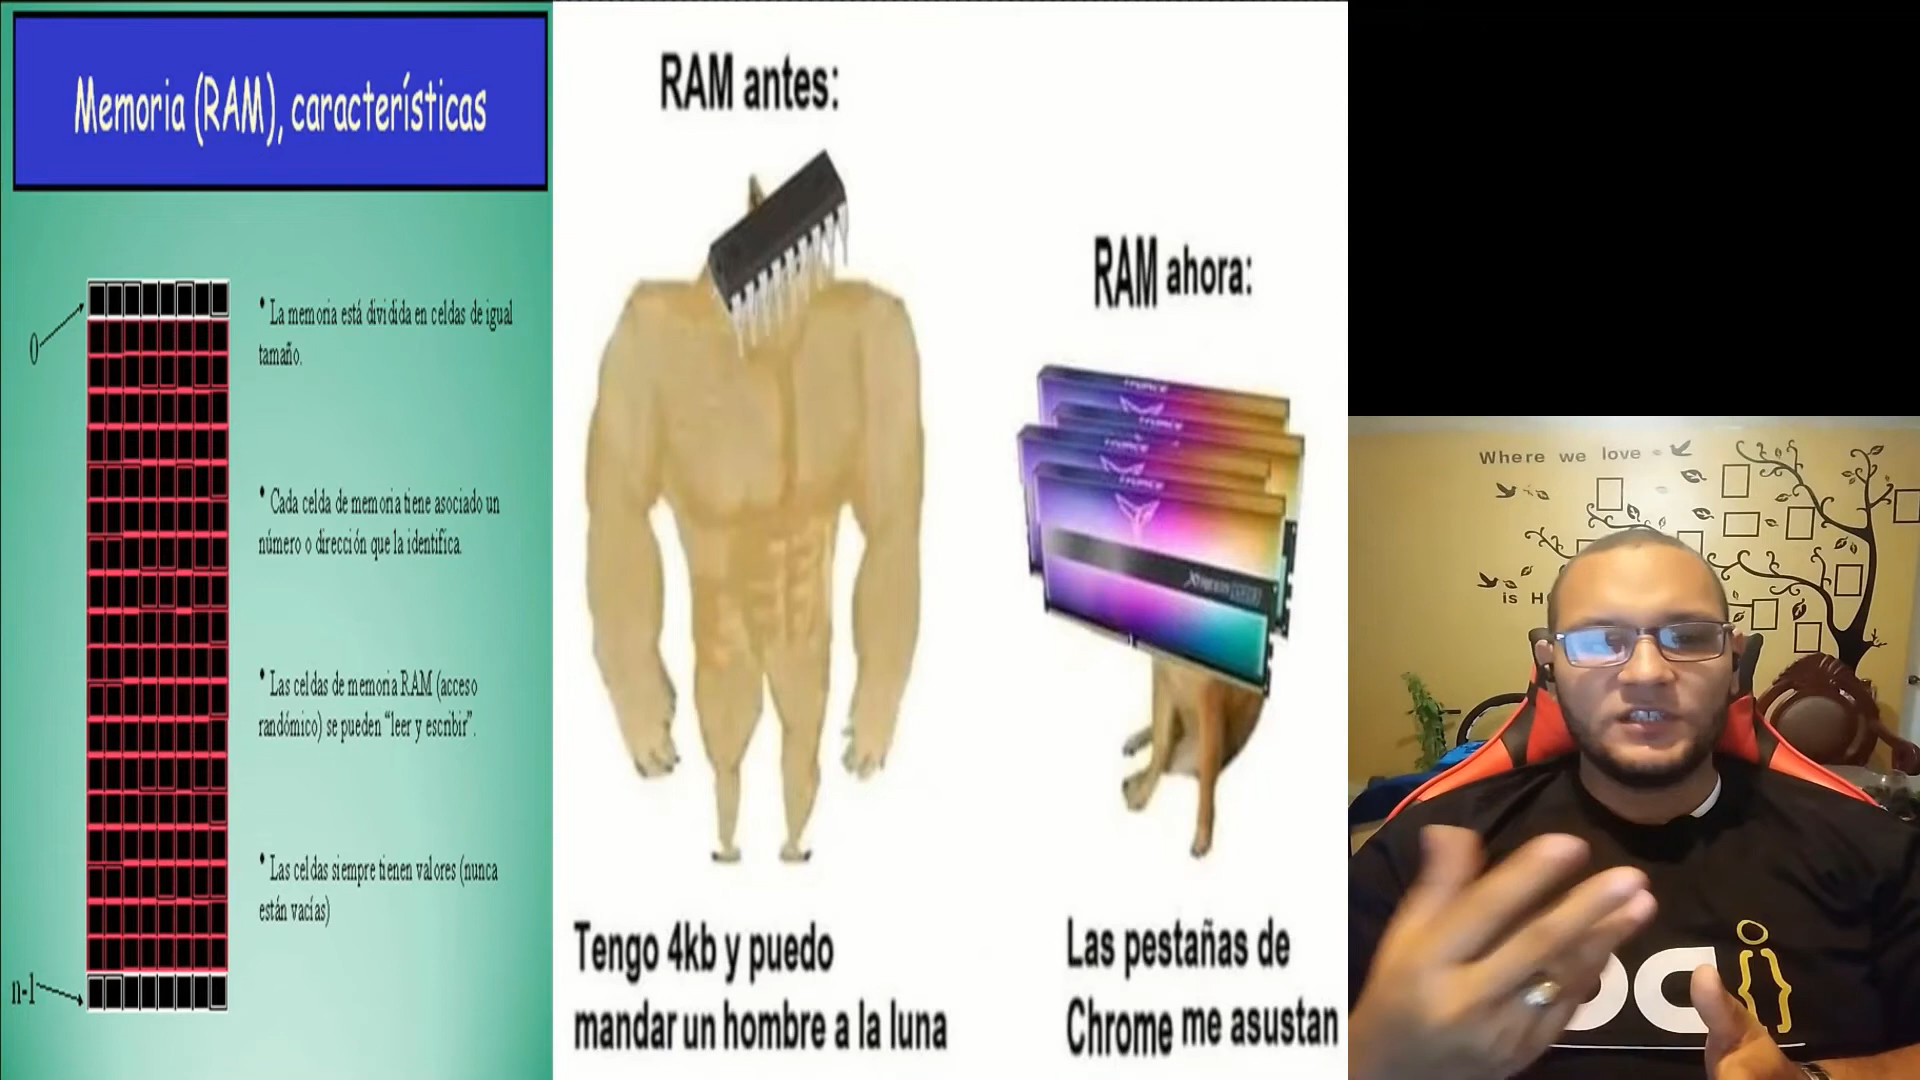 Memoria (RAM), características
0
• La memoria está dividida en celdas de igual
tamaño.
• Cada celda de memoria tiene asociado un
número o dirección que la identifica.
• Las celdas de memoria RAM (acceso
randómico) se pueden “leer y escribir”.
• Las celdas siempre tienen valores (nunca
están vacías)
n-1
RAM antes:
RAM ahora:
Tengo 4kb y puedo
mandar un hombre a la luna
Las pestañas de
Chrome me asustan
Where we love
is